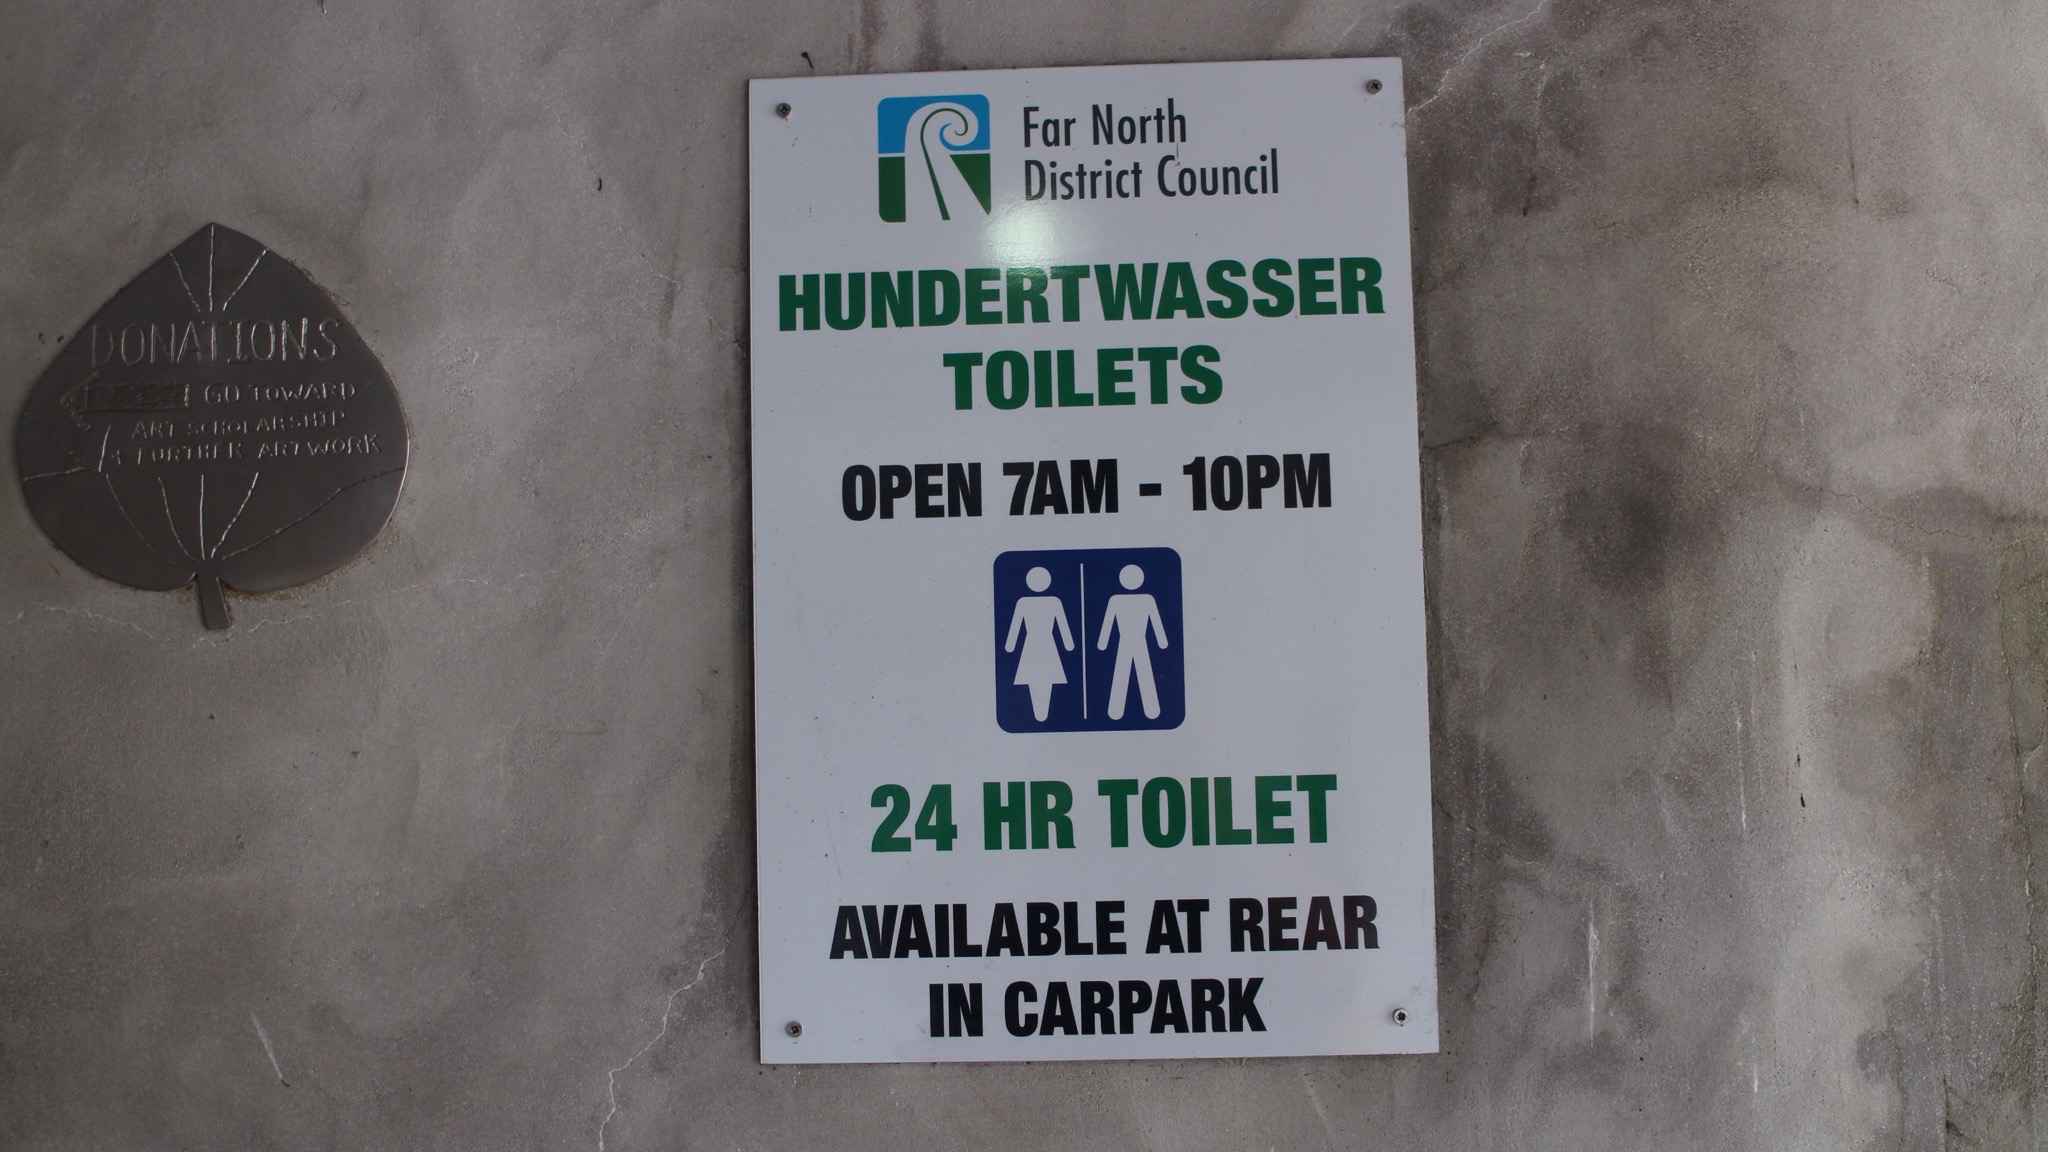 DONATIONS
GO TOWARD
ART SCHOLARSHIP
+ FURTHER ARTWORK
Far North
District Council
HUNDERTWASSER
TOILETS
OPEN 7AM - 10PM
24 HR TOILET
AVAILABLE AT REAR
IN CARPARK